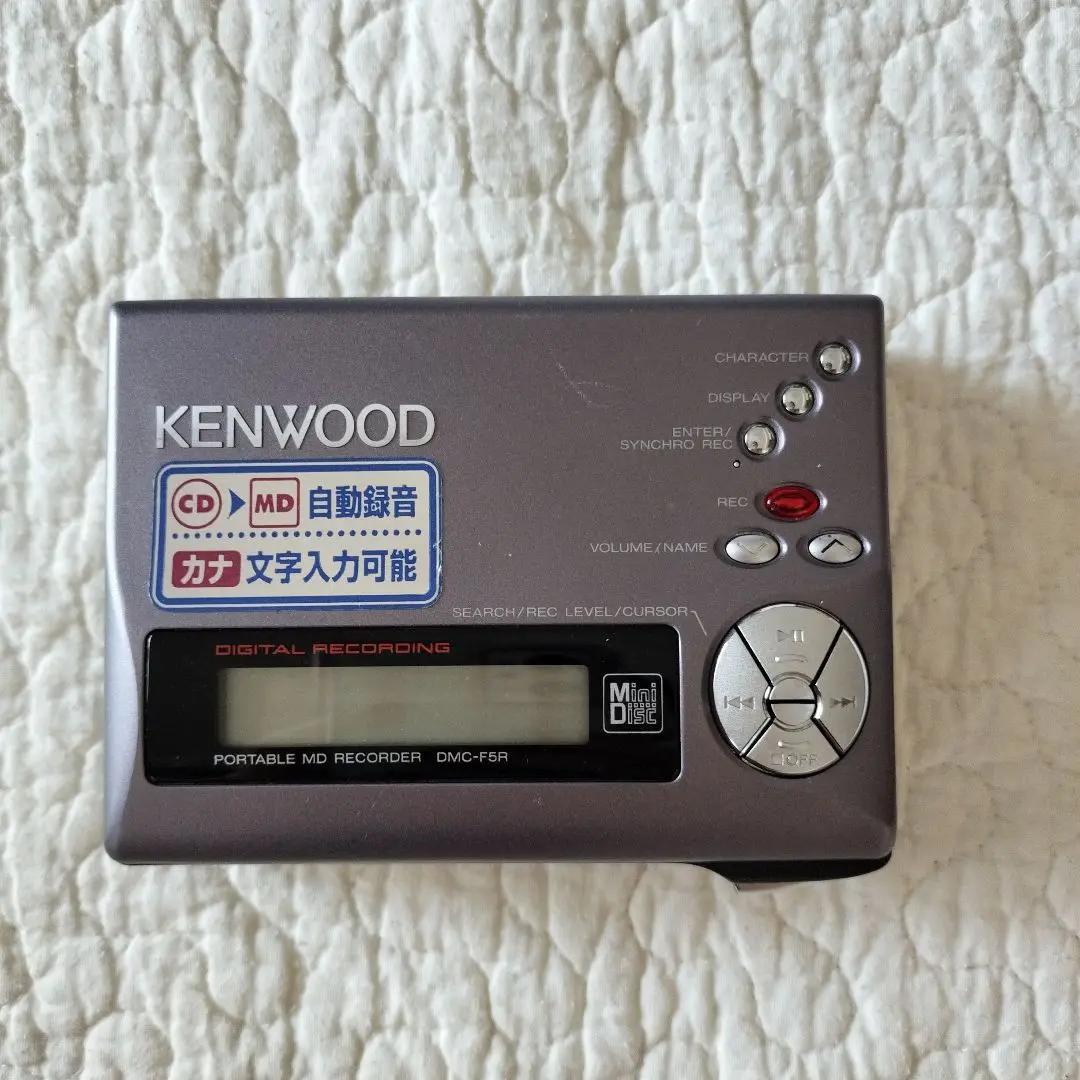 CHARACTER
DISPLAY
ENTER/
SYNCHRO REC
KENWOOD
CD MD 自動録音
カナ 文字入力可能
REC
VOLUME/NAME
SEARCH/REC LEVEL/CURSOR
DIGITAL RECORDING
Mini
Disc
PORTABLE MD RECORDER DMC-F5R
OFF